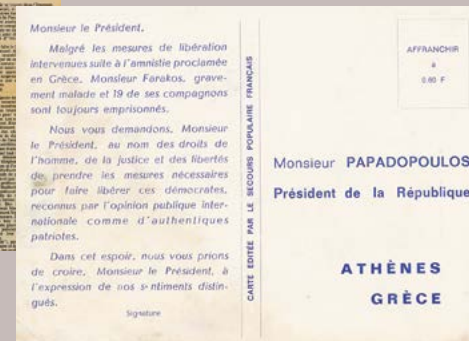 Monsieur le Président,
Malgré les mesures de libération
intervenues suite à l'amnistie proclamée
en Grèce, Monsieur Farakos, grave-
ment malade et 19 de ses compagnons
sont toujours emprisonnés.
Nous vous demandons, Monsieur
le Président, au nom des droits de
l'homme, de la justice et des libertés
de prendre les mesures nécessaires
pour faire libérer ces démocrates,
reconnus par l'opinion publique inter-
nationale comme d'authentiques
patriotes.
Dans cet espoir, nous vous prions
de croire, Monsieur le Président, à
l'expression de nos sentiments distin-
gués.
Signature
CARTE EDITÉE PAR LE SECOURS POPULAIRE FRANÇAIS
AFFRANCHIR
à
0.60 F
Monsieur PAPADOPOULOS
Président de la République
ATHÈNES
GRÈCE